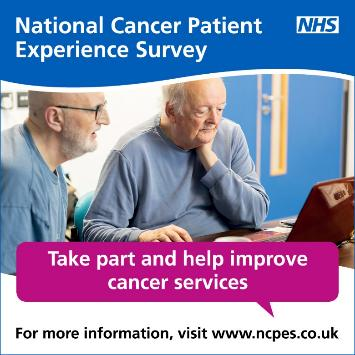 National Cancer Patient
Experience Survey
NHS
Take part and help improve
cancer services
For more information, visit www.ncpes.co.uk